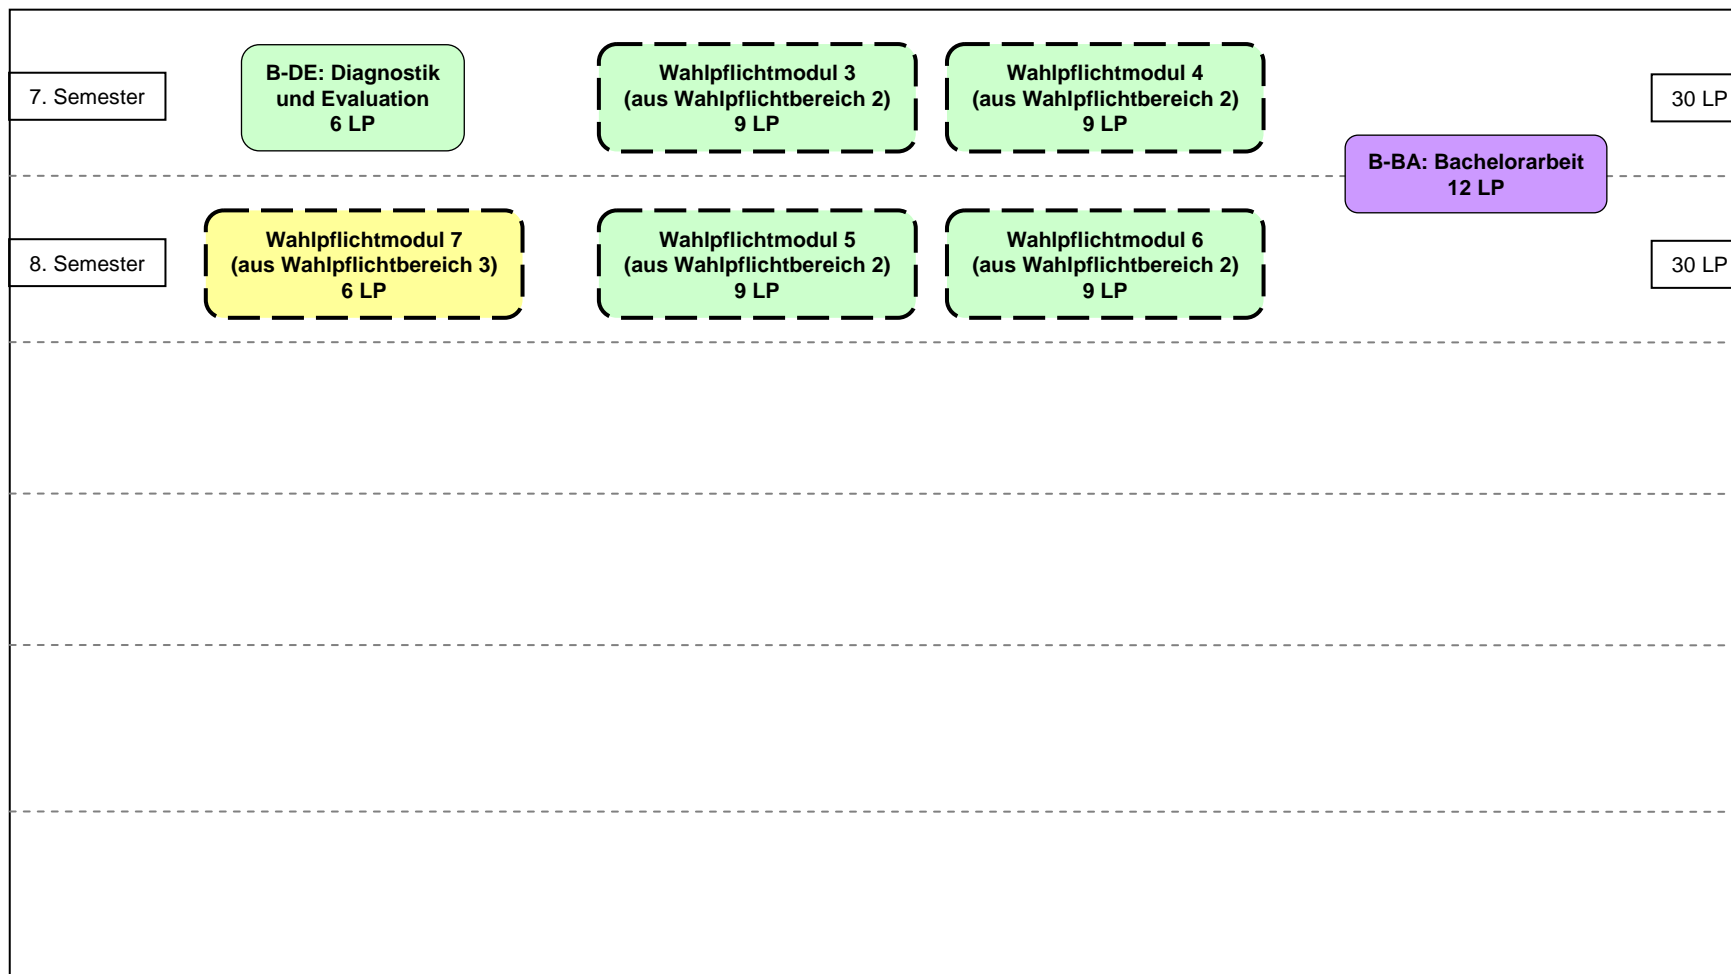 7. Semester
B-DE: Diagnostik
und Evaluation
6 LP
Wahlpflichtmodul 3
(aus Wahlpflichtbereich 2)
9 LP
Wahlpflichtmodul 4
(aus Wahlpflichtbereich 2)
9 LP
30 LP
B-BA: Bachelorarbeit
12 LP
8. Semester
Wahlpflichtmodul 7
(aus Wahlpflichtbereich 3)
6 LP
Wahlpflichtmodul 5
(aus Wahlpflichtbereich 2)
9 LP
Wahlpflichtmodul 6
(aus Wahlpflichtbereich 2)
9 LP
30 LP